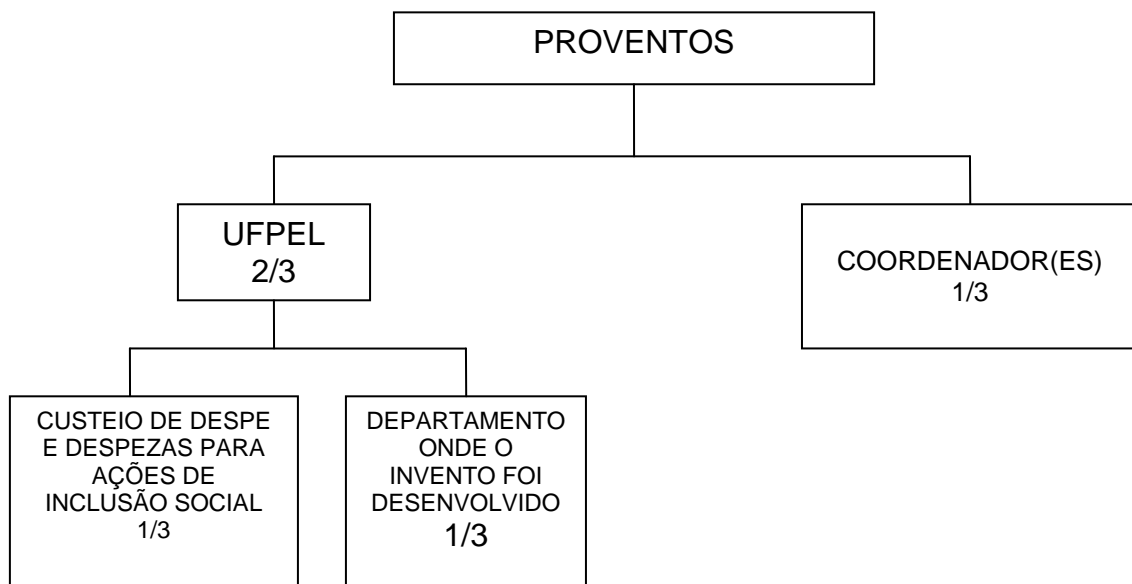 PROVENTOS
UFPEL
2/3
COORDENADOR(ES)
1/3
CUSTEIO DE DESPE
E DESPEZAS PARA
AÇÕES DE
INCLUSÃO SOCIAL
1/3
DEPARTAMENTO
ONDE O
INVENTO FOI
DESENVOLVIDO
1/3